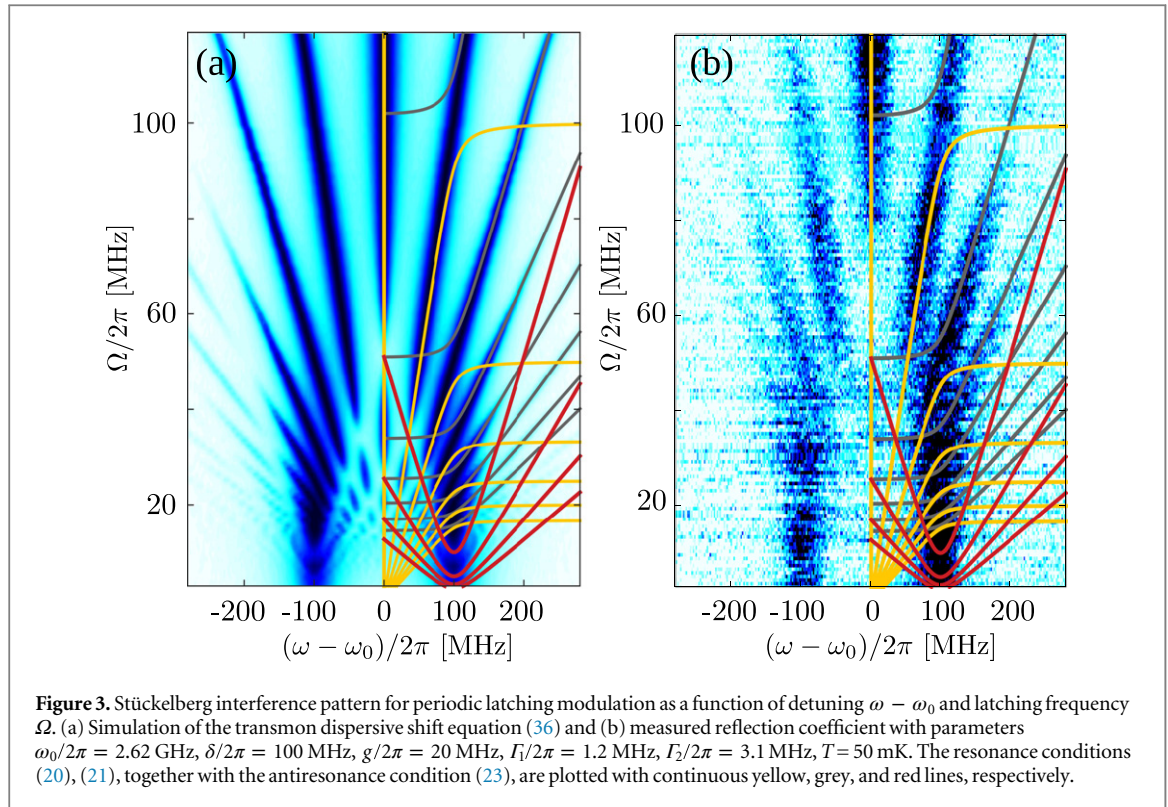 (a)
(b)
Ω/2π [MHz]
100
60
20
-200 -100 0 100 200
(ω − ω₀)/2π [MHz]
Ω/2π [MHz]
100
60
20
-200 -100 0 100 200
(ω − ω₀)/2π [MHz]
Figure 3. Stückelberg interference pattern for periodic latching modulation as a function of detuning ω − ω₀ and latching frequency
Ω. (a) Simulation of the transmon dispersive shift equation (36) and (b) measured reflection coefficient with parameters
ω₀/2π = 2.62 GHz, δ/2π = 100 MHz, g/2π = 20 MHz, Γ₁/2π = 1.2 MHz, Γ₂/2π = 3.1 MHz, T = 50 mK. The resonance conditions
(20), (21), together with the antiresonance condition (23), are plotted with continuous yellow, grey, and red lines, respectively.